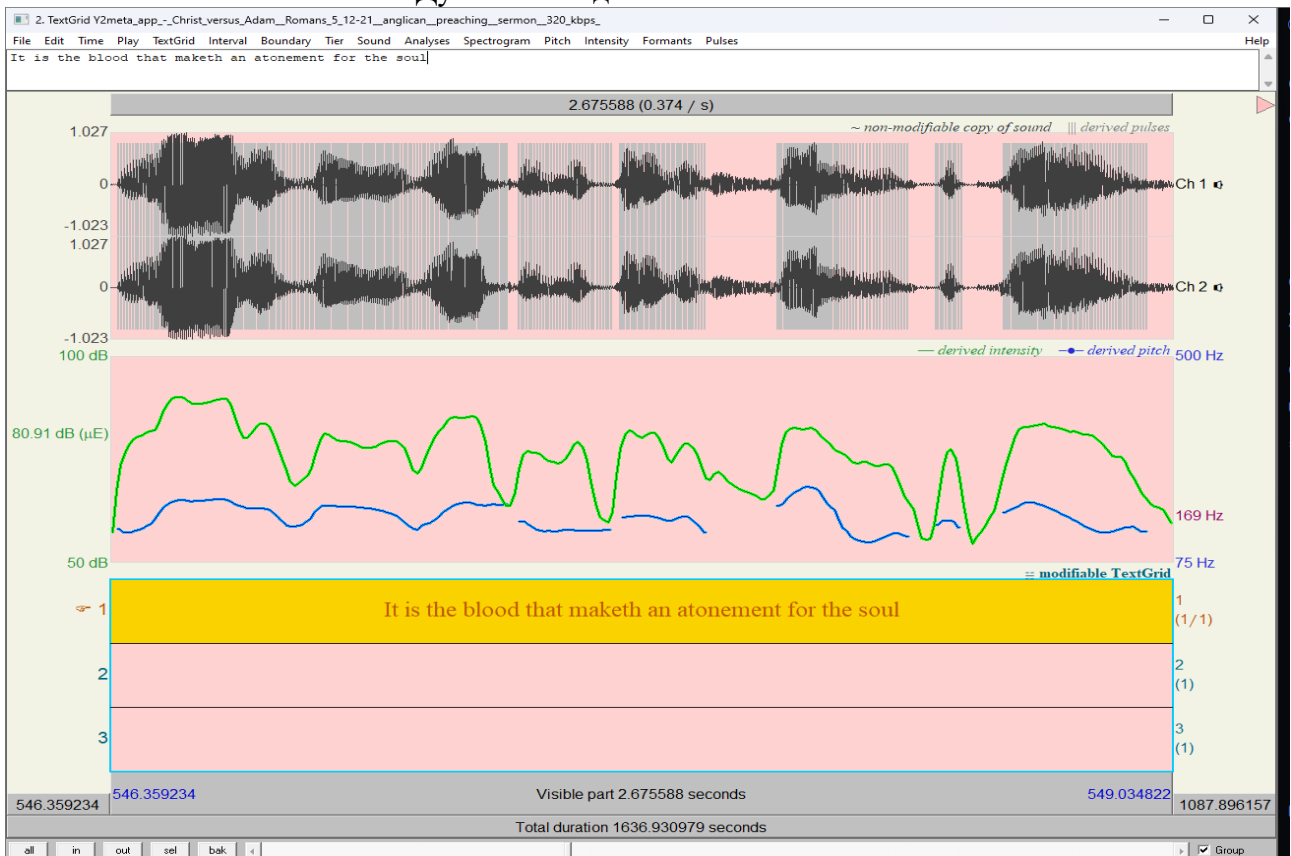 2. TextGrid Y2meta_app_-_Christ_versus_Adam__Romans_5_12-21__anglican__preaching__sermon__320_kbps_
File Edit Time Play TextGrid Interval Boundary Tier Sound Analyses Spectrogram Pitch Intensity Formants Pulses Help
It is the blood that maketh an atonement for the soul
2.675588 (0.374 / s)
~ non-modifiable copy of sound ||| derived pulses
1.027
0
-1.023
Ch 1
1.027
0
-1.023
Ch 2
— derived intensity —●— derived pitch
100 dB
500 Hz
80.91 dB (µE)
169 Hz
50 dB
75 Hz
modifiable TextGrid
1
It is the blood that maketh an atonement for the soul
1
(1/1)
2
2
(1)
3
3
(1)
546.359234
546.359234
Visible part 2.675588 seconds
549.034822
1087.896157
Total duration 1636.930979 seconds
all in out sel bak
Group